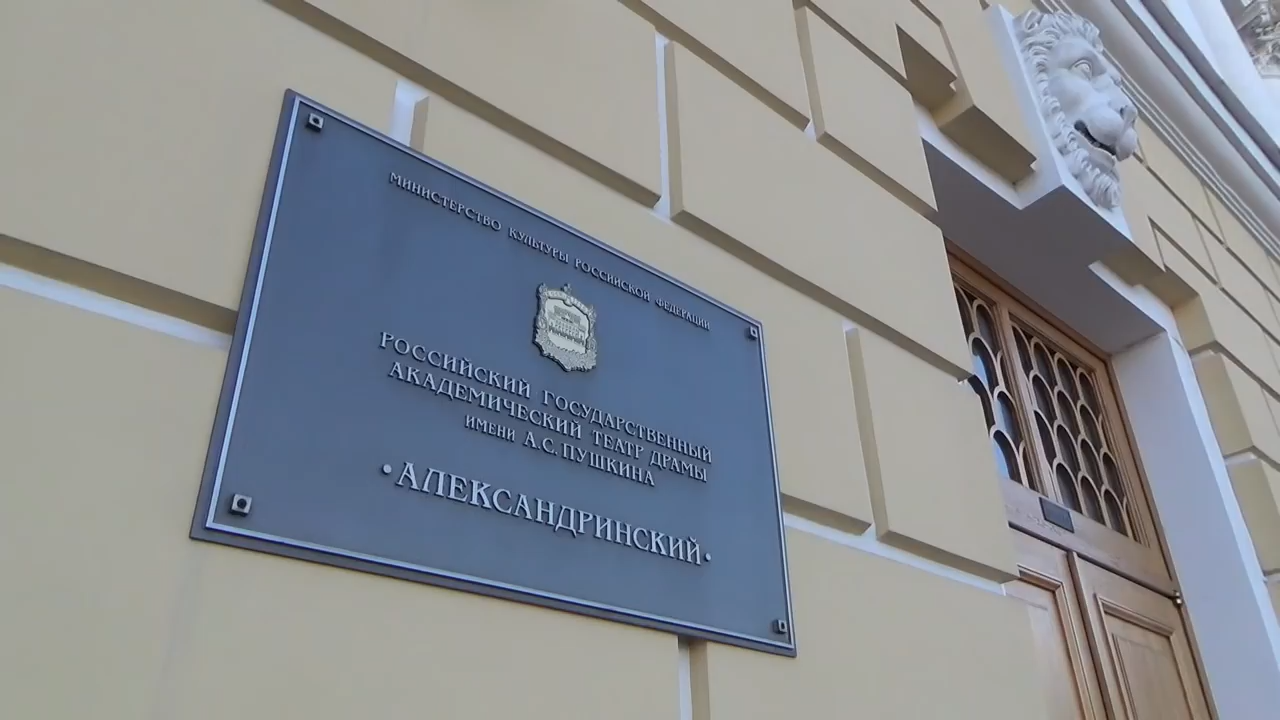 МИНИСТЕРСТВО КУЛЬТУРЫ РОССИЙСКОЙ ФЕДЕРАЦИИ
РОССИЙСКИЙ ГОСУДАРСТВЕННЫЙ
АКАДЕМИЧЕСКИЙ ТЕАТР ДРАМЫ
ИМЕНИ А.С. ПУШКИНА
•АЛЕКСАНДРИНСКИЙ•